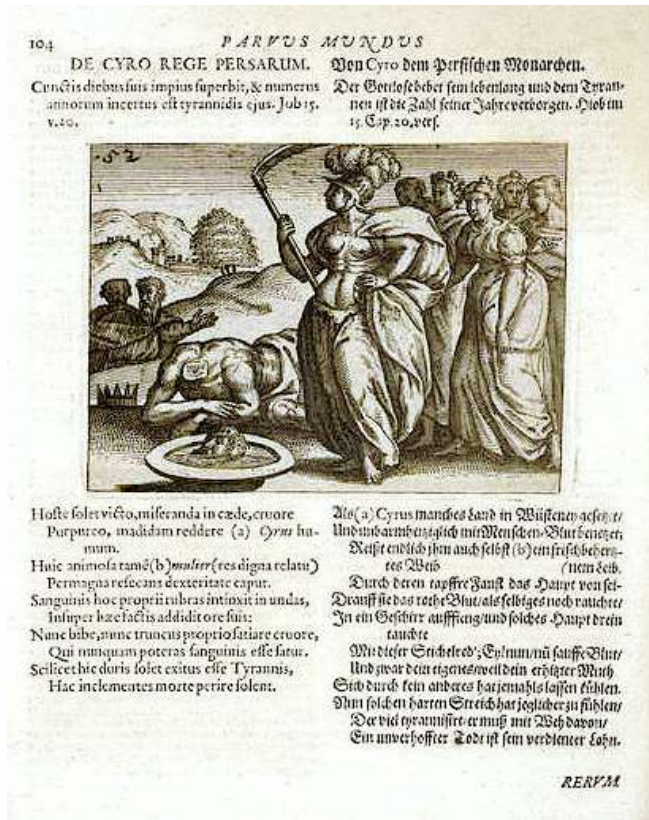 104
PARVUS MUNDUS
DE CYRO REGE PERSARUM.
Cunctis diebus suis impius superbit, & numerus
annorum incertus est tyrannidis ejus. Job 15.
v. 20.
Von Cyro dem Persischen Monarchen.
Der Gottlose bebet sein lebenlang und dem Tyran-
nen ist die Zahl seiner Jahre verborgen. Hiob im
15. Cap. 20. vers.
52
Hoste solet victo, miseranda in cæde, cruore
Purpureo, madidam reddere (a) Cyrus hu-
mum.
Huic animosa tamē (b) mulier (res digna relatu)
Permagna resecans dexteritate caput.
Sanguinis hoc proprii rubras intinxit in undas,
Insuper hæc factis addidit ore suis:
Nunc bibe, nunc truncus proprio satiare cruore,
Qui nunquam poteras sanguinis esse satur.
Scilicet hic duris solet exitus esse Tyrannis,
Hac inclementes morte perire solent.
Als (a) Cyrus manches Land in Wüsteney gesetzet/
Und unbarmhertziglich mit Menschen-Blut benetzet;
Reißt endlich ihm auch selbst (b) ein frisch behertz-
tes Weib (nem Leib.
Durch deren tapffre Faust das Haupt von sei-
Drauff sie das rothe Blut/ als selbiges noch rauchte/
In ein Geschirr auffing/ und solches Haupt drein
tauchte
Mit dieser Stichelred'; Ey/ nū sauffe Blut/
Und zwar dein eigenes/ weil dein erhitzter Muth
Sich durch kein anderes hat jemahls lassen kühlen.
Nun solchen harten Streich hat jeglicher zu fühlen/
Der viel tyrannisiret: er muß mit Weh davon/
Ein unverhoffter Todt ist sein verdienter Lohn.
RERUM